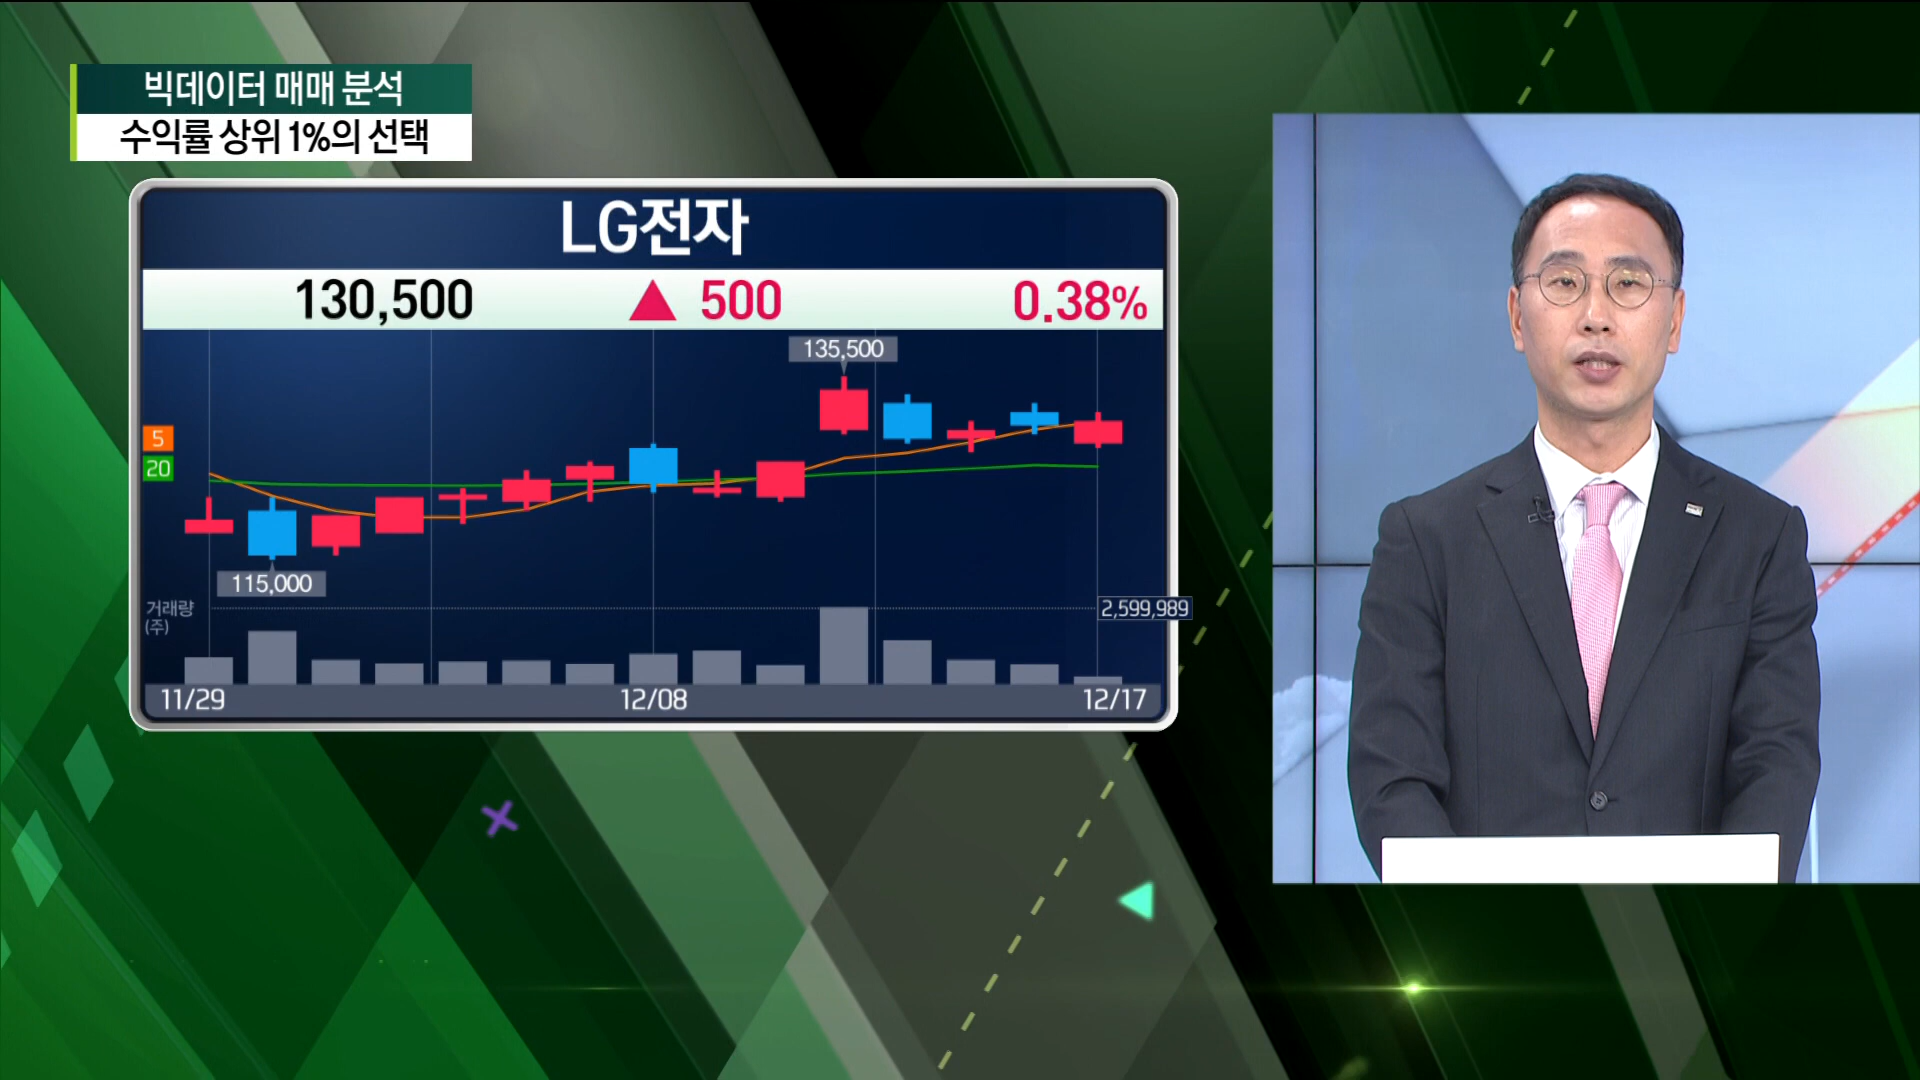 빅데이터 매매 분석
수익률 상위 1%의 선택
LG전자
130,500 ▲ 500 0.38%
135,500
5
20
115,000
거래량
(주)
2,599,989
11/29 12/08 12/17